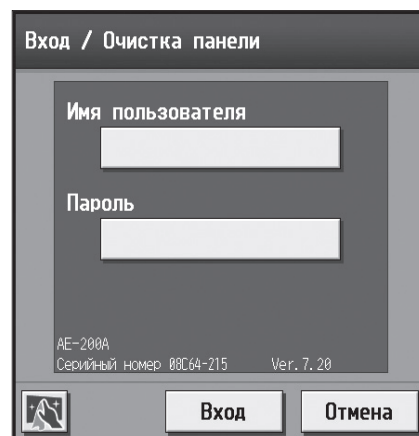 Вход / Очистка панели
Имя пользователя
Пароль
AE-200A
Серийный номер 08C64-215 Ver.7.20
Вход Отмена